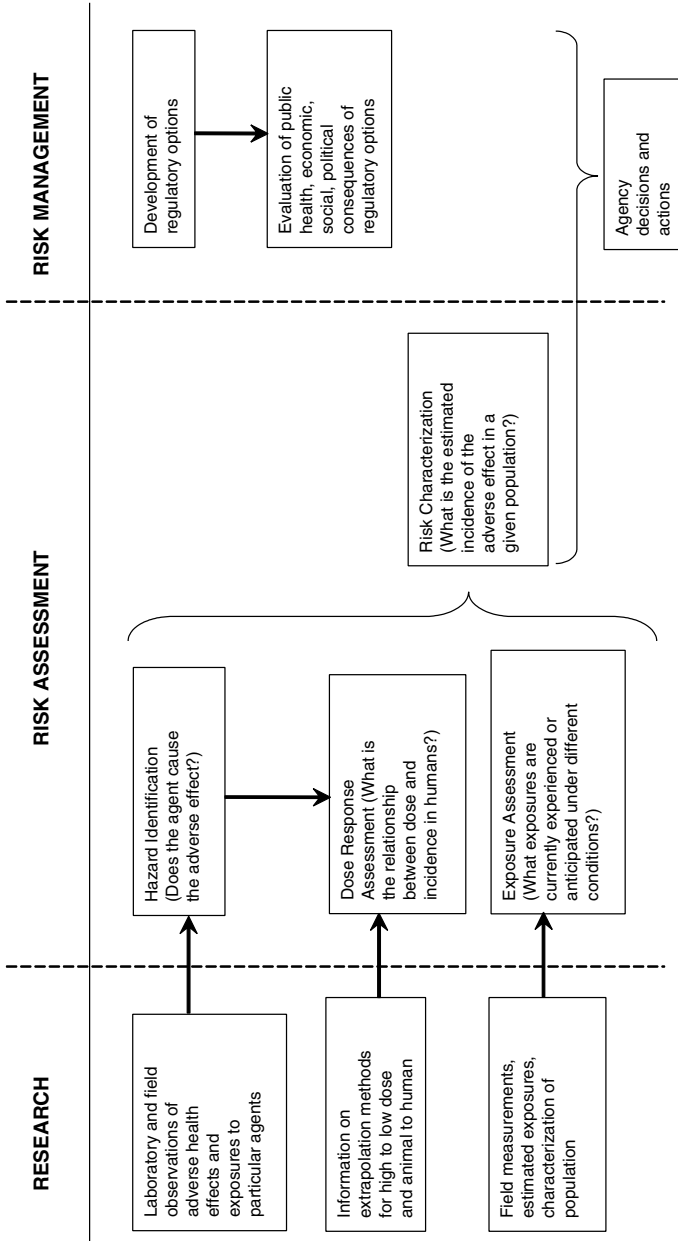 RESEARCH
RISK ASSESSMENT
RISK MANAGEMENT
Laboratory and field
observations of
adverse health
effects and
exposures to
particular agents
Information on
extrapolation methods
for high to low dose
and animal to human
Field measurements,
estimated exposures,
characterization of
population
Hazard Identification
(Does the agent cause
the adverse effect?)
Dose Response
Assessment (What is
the relationship
between dose and
incidence in humans?)
Exposure Assessment
(What exposures are
currently experienced or
anticipated under different
conditions?)
Risk Characterization
(What is the estimated
incidence of the
adverse effect in a
given population?)
Development of
regulatory options
Evaluation of public
health, economic,
social, political
consequences of
regulatory options
Agency
decisions and
actions